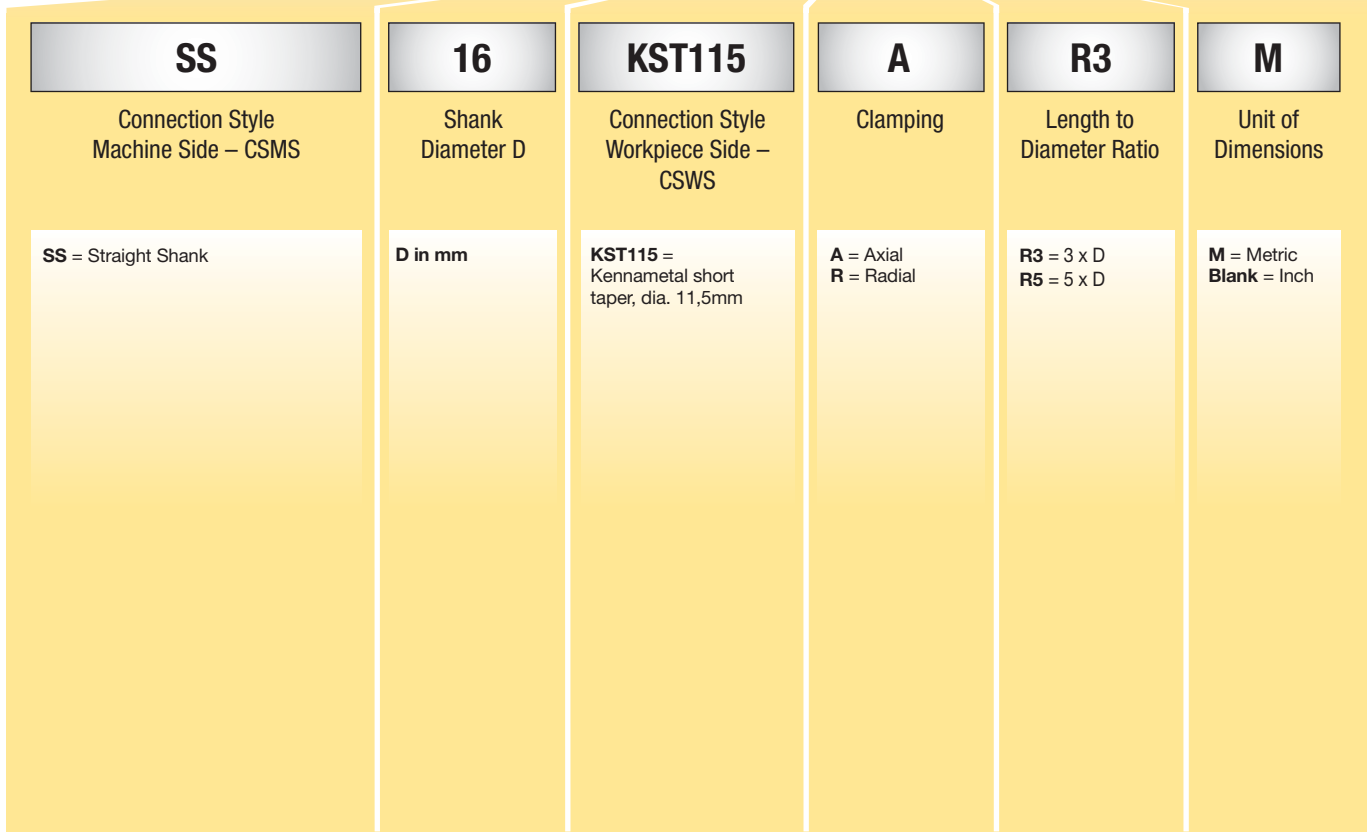 SS
Connection Style
Machine Side – CSMS
SS = Straight Shank
16
Shank
Diameter D
D in mm
KST115
Connection Style
Workpiece Side –
CSWS
KST115 =
Kennametal short
taper, dia. 11,5mm
A
Clamping
A = Axial
R = Radial
R3
Length to
Diameter Ratio
R3 = 3 x D
R5 = 5 x D
M
Unit of
Dimensions
M = Metric
Blank = Inch